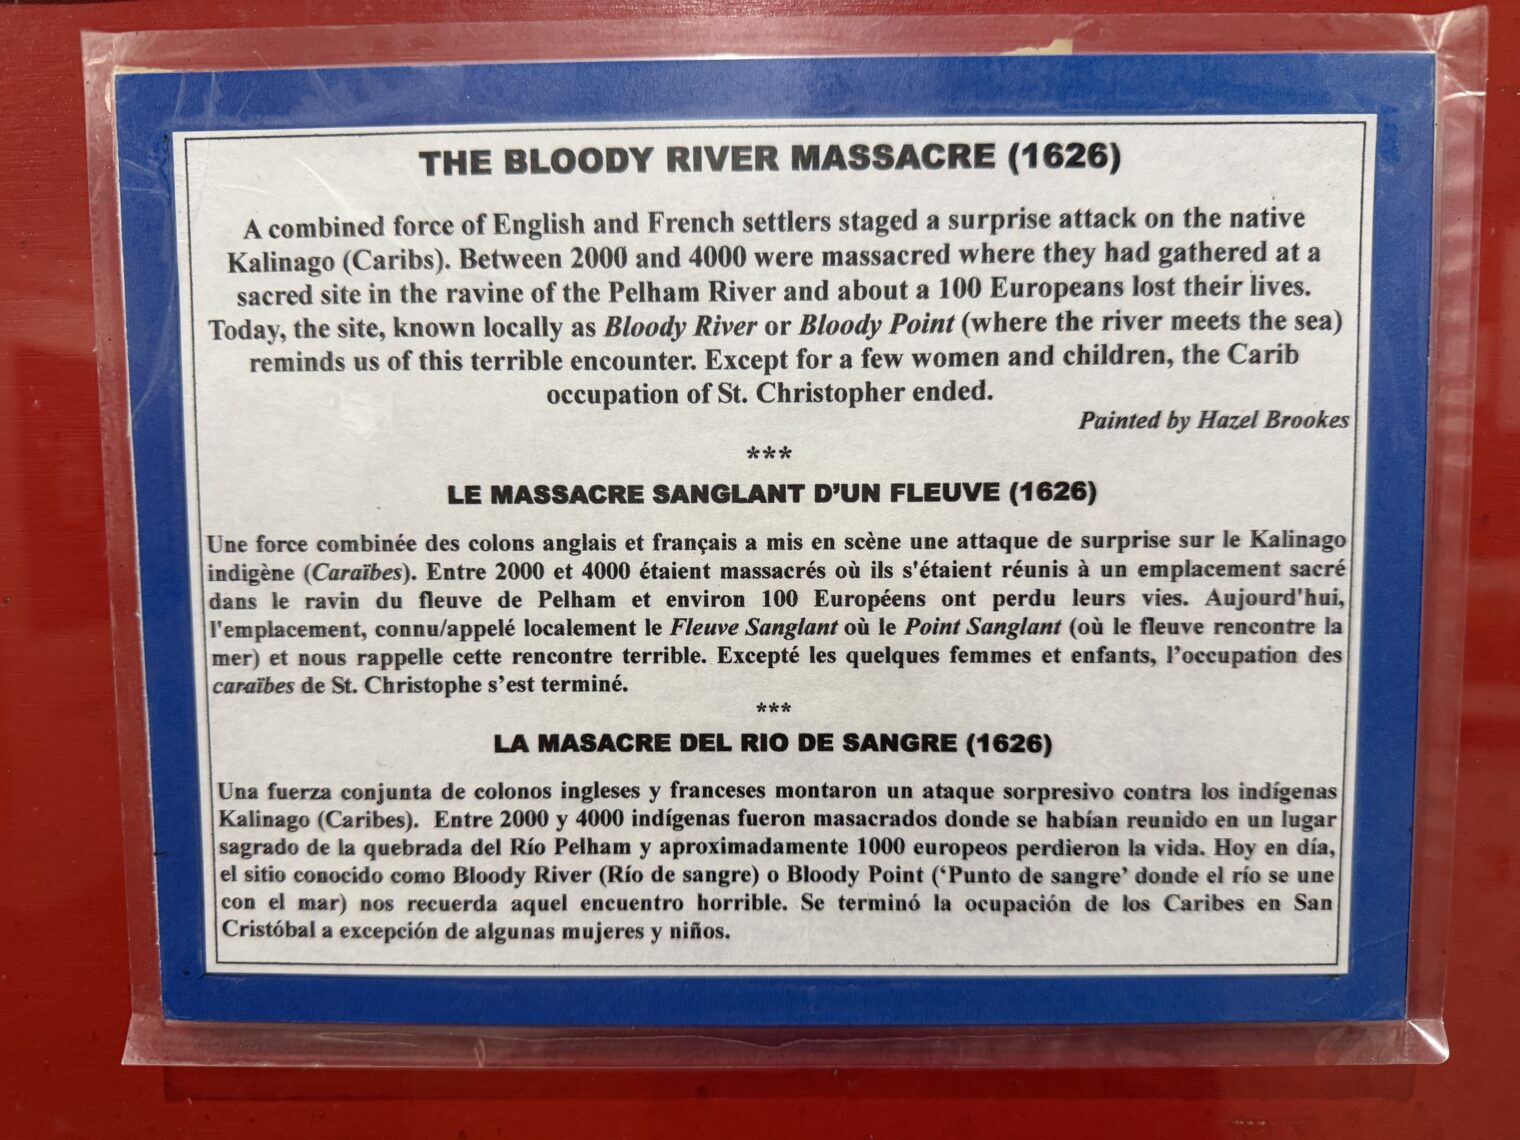 THE BLOODY RIVER MASSACRE (1626)
A combined force of English and French settlers staged a surprise attack on the native
Kalinago (Caribs). Between 2000 and 4000 were massacred where they had gathered at a
sacred site in the ravine of the Pelham River and about a 100 Europeans lost their lives.
Today, the site, known locally as Bloody River or Bloody Point (where the river meets the sea)
reminds us of this terrible encounter. Except for a few women and children, the Carib
occupation of St. Christopher ended.
Painted by Hazel Brookes
***
LE MASSACRE SANGLANT D’UN FLEUVE (1626)
Une force combinée des colons anglais et français a mis en scène une attaque de surprise sur le Kalinago
indigène (Caraïbes). Entre 2000 et 4000 étaient massacrés où ils s'étaient réunis à un emplacement sacré
dans le ravin du fleuve de Pelham et environ 100 Européens ont perdu leurs vies. Aujourd'hui,
l'emplacement, connu/appelé localement le Fleuve Sanglant où le Point Sanglant (où le fleuve rencontre la
mer) et nous rappelle cette rencontre terrible. Excepté les quelques femmes et enfants, l’occupation des
caraïbes de St. Christophe s’est terminé.
***
LA MASACRE DEL RIO DE SANGRE (1626)
Una fuerza conjunta de colonos ingleses y franceses montaron un ataque sorpresivo contra los indígenas
Kalinago (Caribes). Entre 2000 y 4000 indígenas fueron masacrados donde se habían reunido en un lugar
sagrado de la quebrada del Río Pelham y aproximadamente 1000 europeos perdieron la vida. Hoy en día,
el sitio conocido como Bloody River (Río de sangre) o Bloody Point (‘Punto de sangre’ donde el río se une
con el mar) nos recuerda aquel encuentro horrible. Se terminó la ocupación de los Caribes en San
Cristóbal a excepción de algunas mujeres y niños.